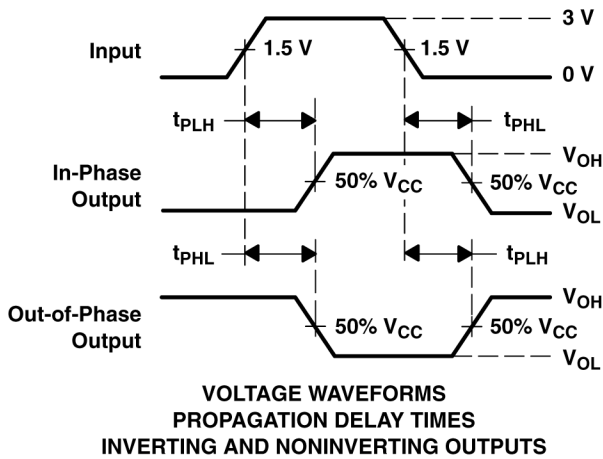 3 V
Input
1.5 V
1.5 V
0 V
tPLH
tPHL
In-Phase
Output
VOH
50% VCC
50% VCC
VOL
tPHL
tPLH
Out-of-Phase
Output
VOH
50% VCC
50% VCC
VOL
VOLTAGE WAVEFORMS
PROPAGATION DELAY TIMES
INVERTING AND NONINVERTING OUTPUTS